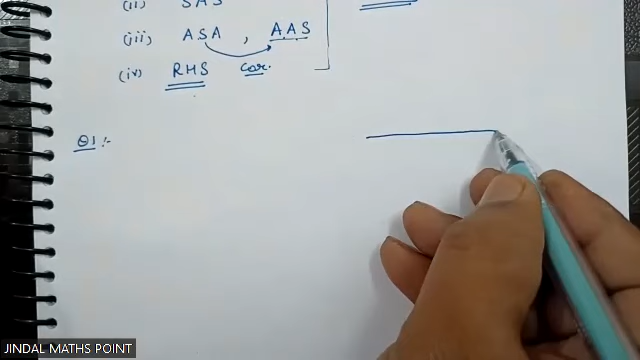 (ii) SAS
(iii) ASA , AAS
(iv) RHS Cor.
Q1 :-
JINDAL MATHS POINT